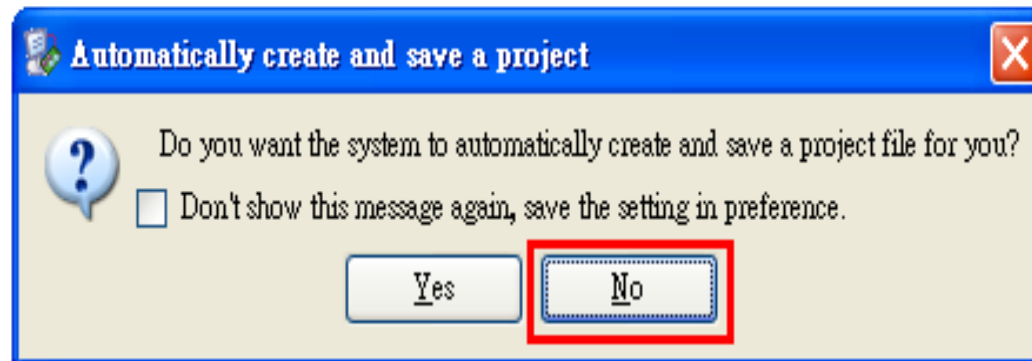 Automatically create and save a project
Do you want the system to automatically create and save a project file for you?
Don't show this message again, save the setting in preference.
Yes No